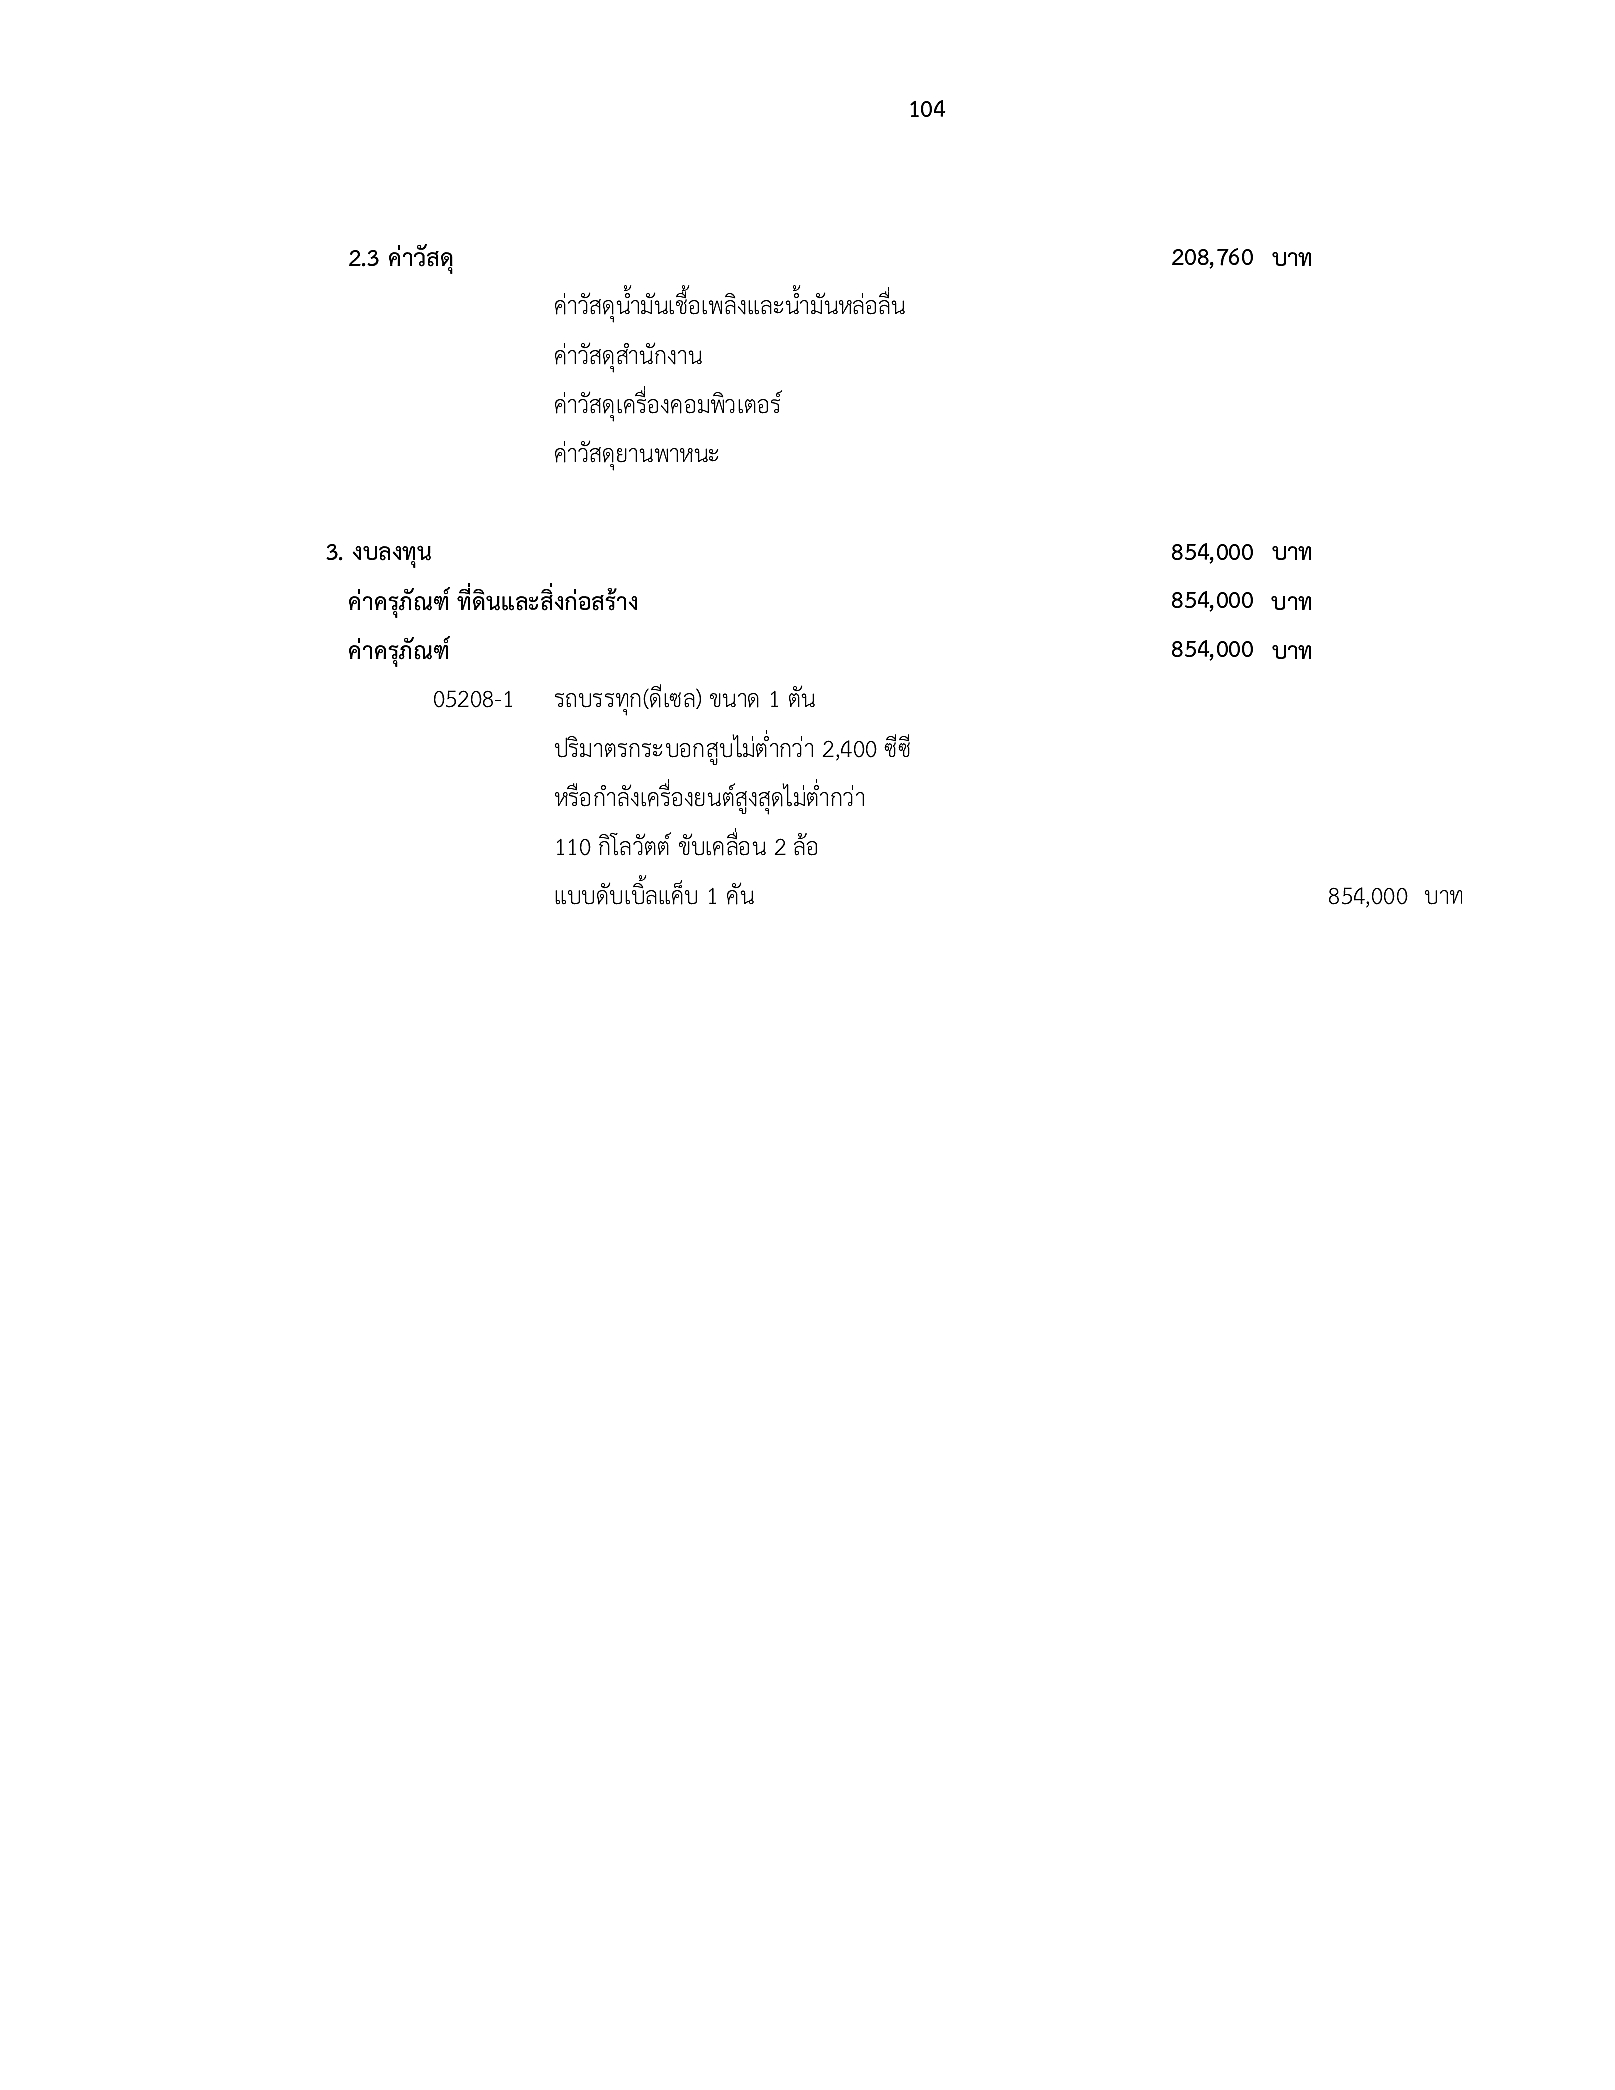 104
2.3 ค่าวัสดุ 208,760 บาท
ค่าวัสดุน้ำมันเชื้อเพลิงและน้ำมันหล่อลื่น
ค่าวัสดุสำนักงาน
ค่าวัสดุเครื่องคอมพิวเตอร์
ค่าวัสดุยานพาหนะ
3. งบลงทุน 854,000 บาท
ค่าครุภัณฑ์ ที่ดินและสิ่งก่อสร้าง 854,000 บาท
ค่าครุภัณฑ์ 854,000 บาท
05208-1 รถบรรทุก(ดีเซล) ขนาด 1 ตัน
ปริมาตรกระบอกสูบไม่ต่ำกว่า 2,400 ซีซี
หรือกำลังเครื่องยนต์สูงสุดไม่ต่ำกว่า
110 กิโลวัตต์ ขับเคลื่อน 2 ล้อ
แบบดับเบิ้ลแค็บ 1 คัน 854,000 บาท